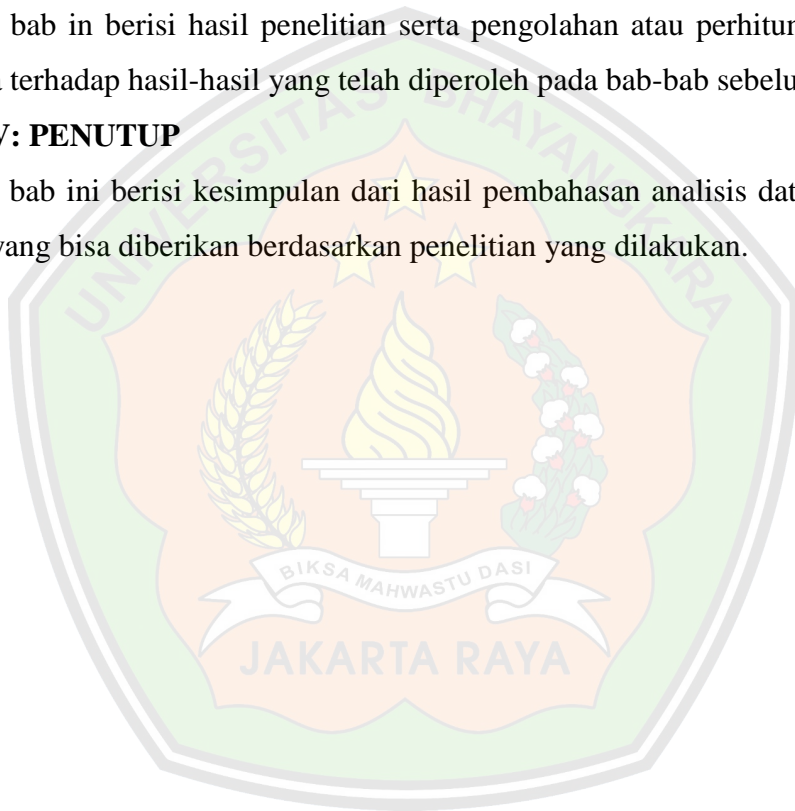 bab in berisi hasil penelitian serta pengolahan atau perhitun
terhadap hasil-hasil yang telah diperoleh pada bab-bab sebelu
V: PENUTUP
bab ini berisi kesimpulan dari hasil pembahasan analisis dat
yang bisa diberikan berdasarkan penelitian yang dilakukan.
UNIVERSITAS BHAYANGKARA
BIKSA MAHWASTU DASI
JAKARTA RAYA